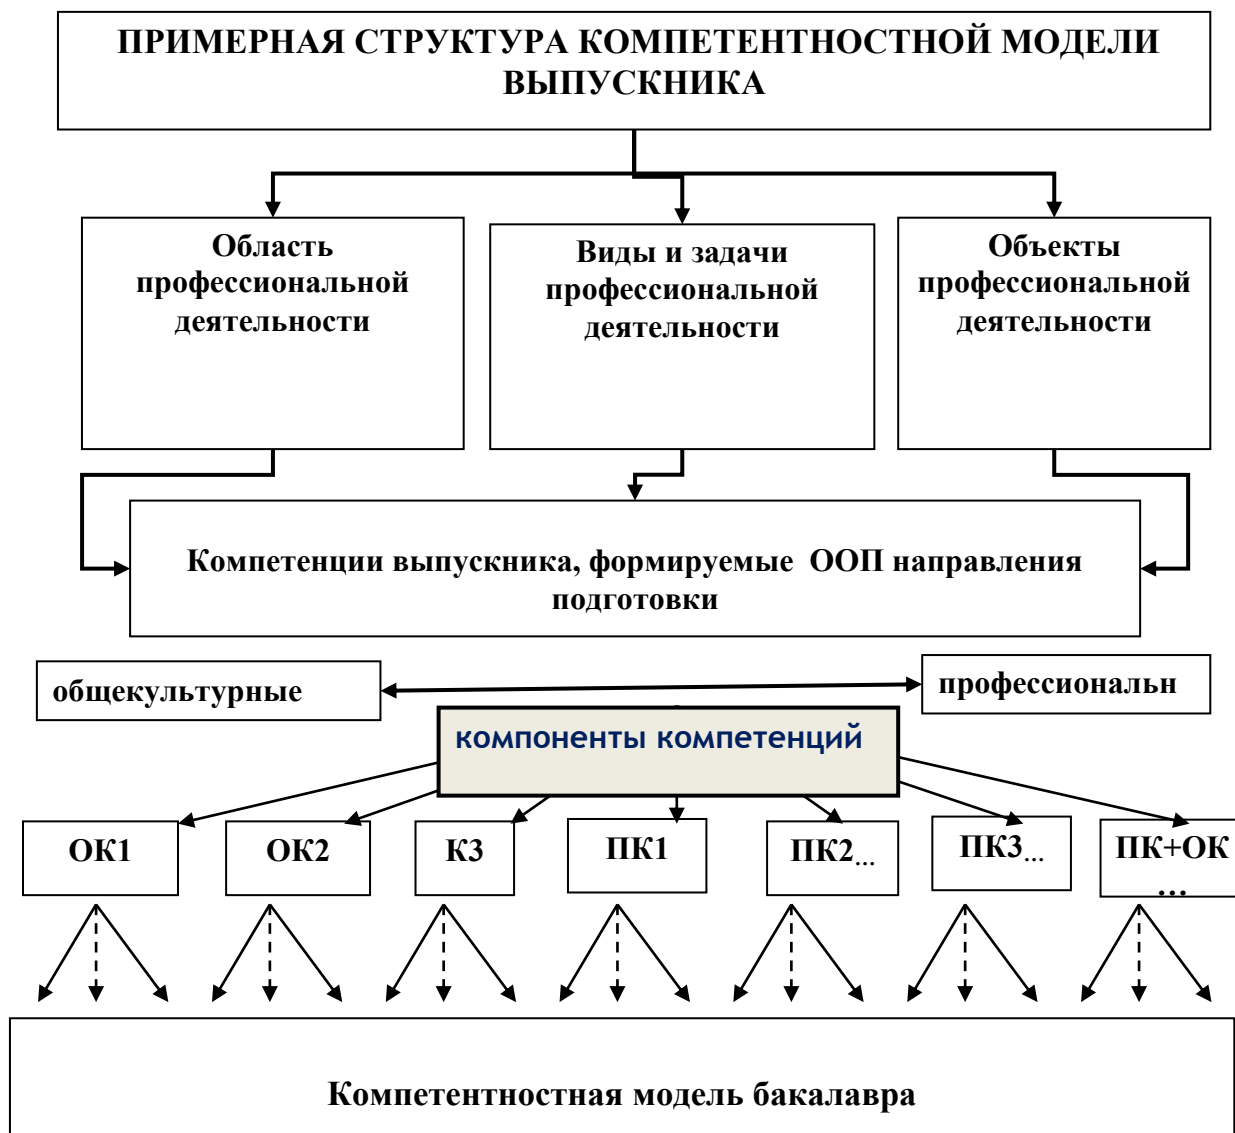 ПРИМЕРНАЯ СТРУКТУРА КОМПЕТЕНТНОСТНОЙ МОДЕЛИ
ВЫПУСКНИКА
Область
профессиональной
деятельности
Виды и задачи
профессиональной
деятельности
Объекты
профессиональной
деятельности
Компетенции выпускника, формируемые ООП направления
подготовки
общекультурные
профессиональн
компоненты компетенций
ОК1
ОК2
К3
ПК1
ПК2...
ПК3...
ПК+ОК
...
Компетентностная модель бакалавра